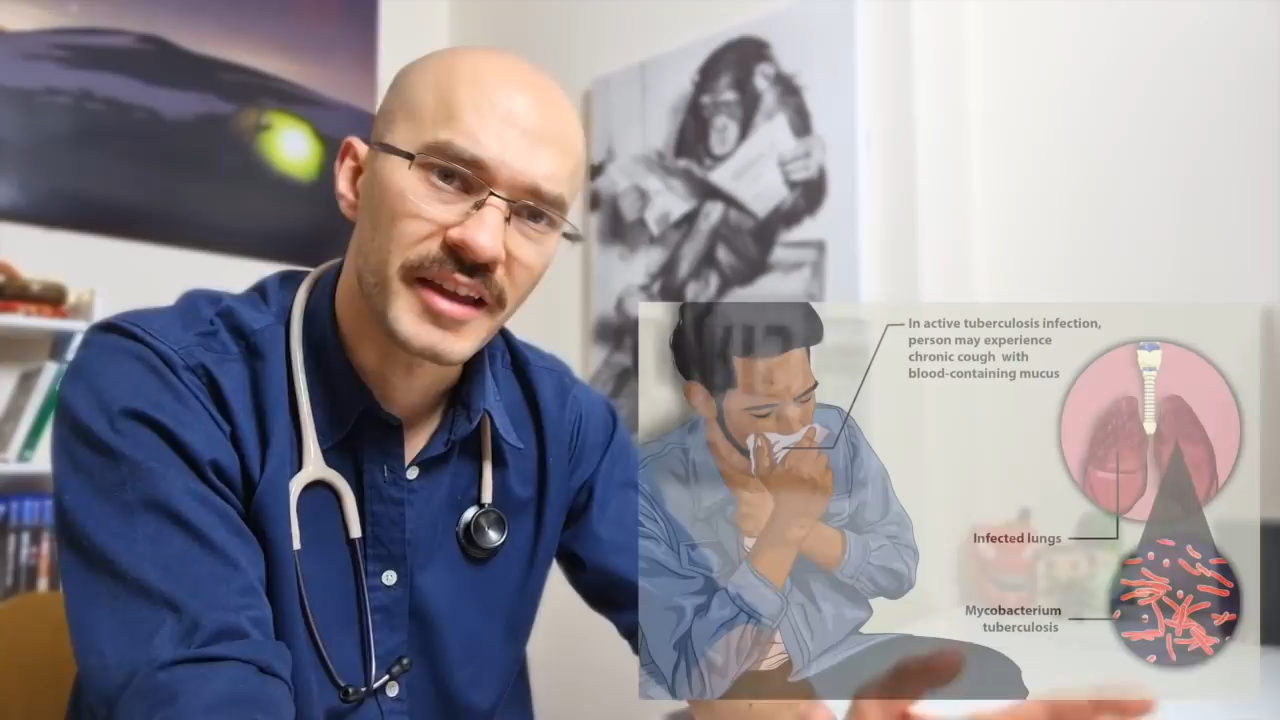 In active tuberculosis infection,
person may experience
chronic cough with
blood-containing mucus
Infected lungs
Mycobacterium
tuberculosis